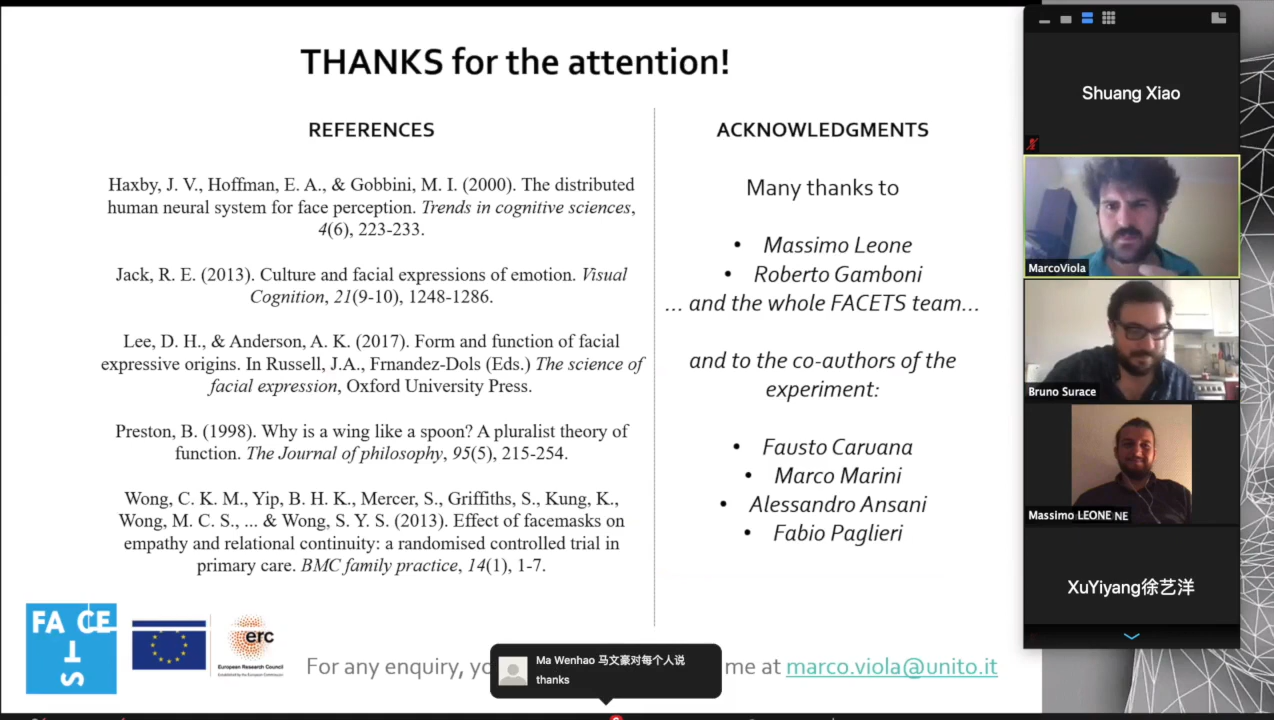 THANKS for the attention!
REFERENCES
Haxby, J. V., Hoffman, E. A., & Gobbini, M. I. (2000). The distributed
human neural system for face perception. Trends in cognitive sciences,
4(6), 223-233.
Jack, R. E. (2013). Culture and facial expressions of emotion. Visual
Cognition, 21(9-10), 1248-1286.
Lee, D. H., & Anderson, A. K. (2017). Form and function of facial
expressive origins. In Russell, J.A., Frnandez-Dols (Eds.) The science of
facial expression, Oxford University Press.
Preston, B. (1998). Why is a wing like a spoon? A pluralist theory of
function. The Journal of philosophy, 95(5), 215-254.
Wong, C. K. M., Yip, B. H. K., Mercer, S., Griffiths, S., Kung, K.,
Wong, M. C. S., ... & Wong, S. Y. S. (2013). Effect of facemasks on
empathy and relational continuity: a randomised controlled trial in
primary care. BMC family practice, 14(1), 1-7.
ACKNOWLEDGMENTS
Many thanks to
• Massimo Leone
• Roberto Gamboni
... and the whole FACETS team...
and to the co-authors of the
experiment:
• Fausto Caruana
• Marco Marini
• Alessandro Ansani
• Fabio Paglieri
FACETS
erc
European Research Council
Established by the European Commission
For any enquiry, yo
me at marco.viola@unito.it
Ma Wenhao 马文豪对每个人说
thanks
Shuang Xiao
MarcoViola
Bruno Surace
Massimo LEONE NE
XuYiyang徐艺洋